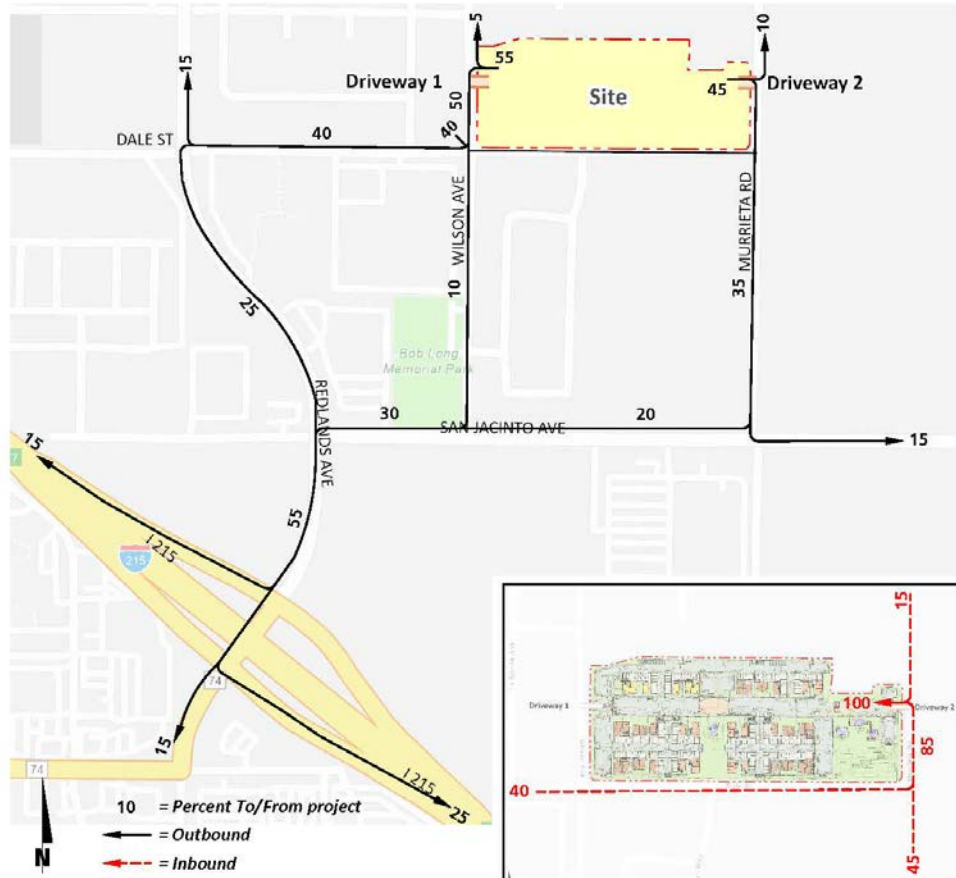 5
10
15
55
Driveway 1
Site
45
Driveway 2
50
40
40
DALE ST
WILSON AVE
MURRIETA RD
25
10
35
Bob Long
Memorial Park
REDLANDS AVE
30
SAN JACINTO AVE
20
15
15
55
I 215
215
74
15
I 215
25
74
10 = Percent To/From project
= Outbound
= Inbound
N
15
Driveway 1
100
Driveway 2
85
40
45